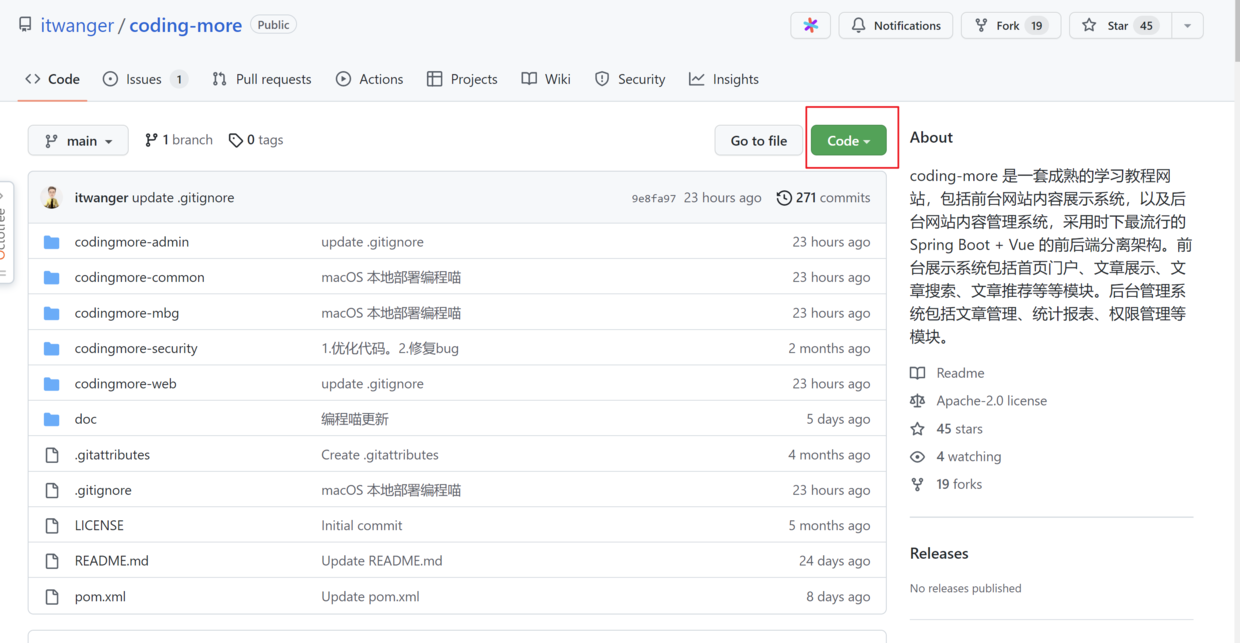 itwanger / coding-more Public
Notifications Fork 19 Star 45
Code Issues 1 Pull requests Actions Projects Wiki Security Insights
main 1 branch 0 tags Go to file Code
itwanger update .gitignore 9e8fa97 23 hours ago 271 commits
codingmore-admin update .gitignore 23 hours ago
codingmore-common macOS 本地部署编程喵 23 hours ago
codingmore-mbg macOS 本地部署编程喵 23 hours ago
codingmore-security 1.优化代码。2.修复bug 2 months ago
codingmore-web update .gitignore 23 hours ago
doc 编程喵更新 5 days ago
.gitattributes Create .gitattributes 4 months ago
.gitignore macOS 本地部署编程喵 23 hours ago
LICENSE Initial commit 5 months ago
README.md Update README.md 24 days ago
pom.xml Update pom.xml 8 days ago
About
coding-more 是一套成熟的学习教程网
站，包括前台网站内容展示系统，以及后
台网站内容管理系统，采用时下最流行的
Spring Boot + Vue 的前后端分离架构。前
台展示系统包括首页门户、文章展示、文
章搜索、文章推荐等等模块。后台管理系
统包括文章管理、统计报表、权限管理等
模块。
Readme
Apache-2.0 license
45 stars
4 watching
19 forks
Releases
No releases published
Octotree